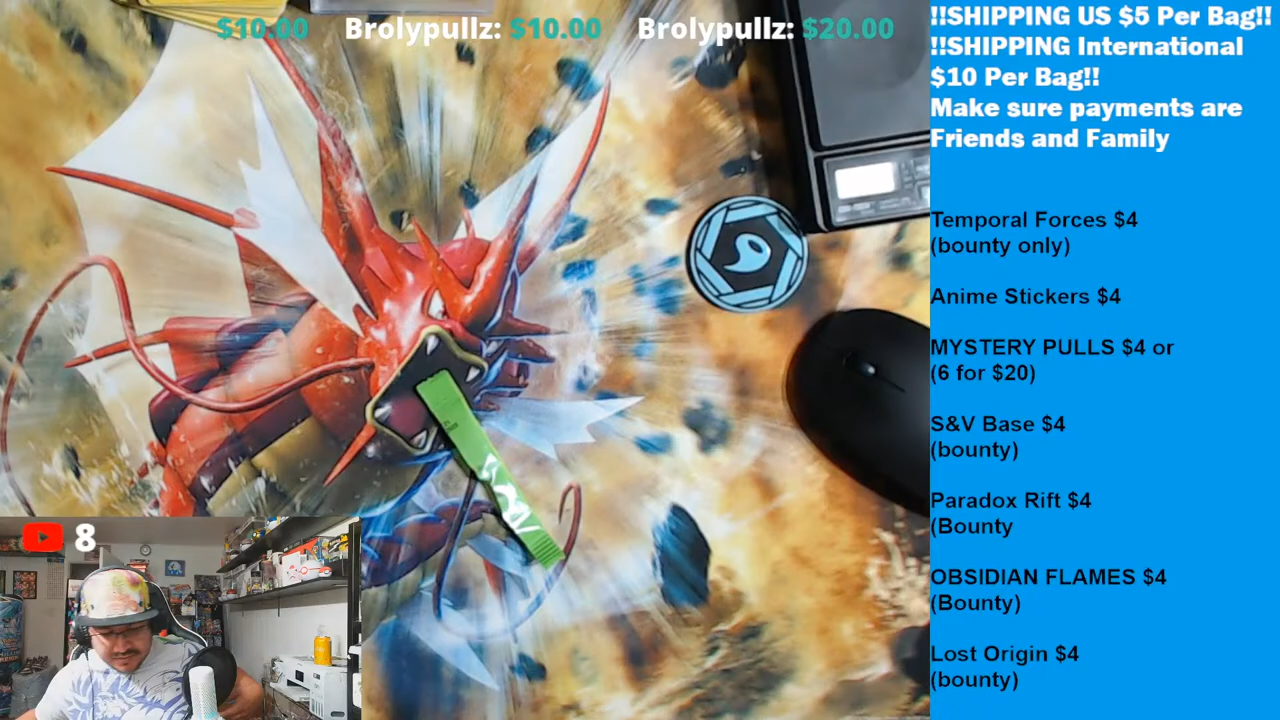 $10.00 Brolypullz: $10.00 Brolypullz: $20.00
!!SHIPPING US $5 Per Bag!!
!!SHIPPING International
$10 Per Bag!!
Make sure payments are
Friends and Family
Temporal Forces $4
(bounty only)
Anime Stickers $4
MYSTERY PULLS $4 or
(6 for $20)
S&V Base $4
(bounty)
Paradox Rift $4
(Bounty
OBSIDIAN FLAMES $4
(Bounty)
Lost Origin $4
(bounty)
8